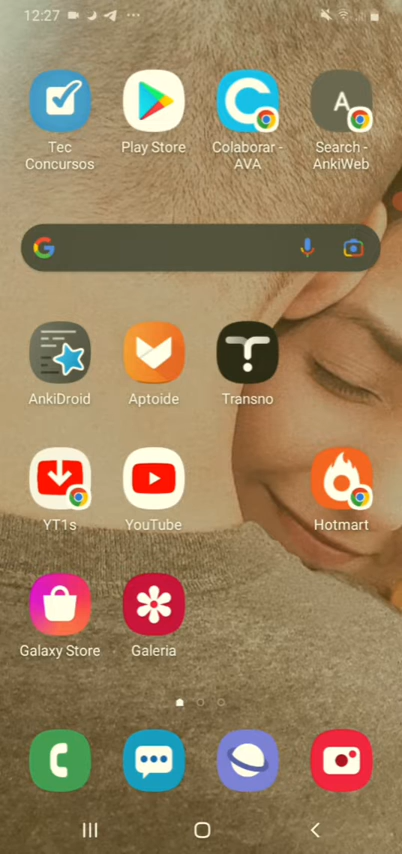 12:27
Tec
Concursos
Play Store
Colaborar -
AVA
Search -
AnkiWeb
AnkiDroid
Aptoide
Transno
YT1s
YouTube
Hotmart
Galaxy Store
Galeria